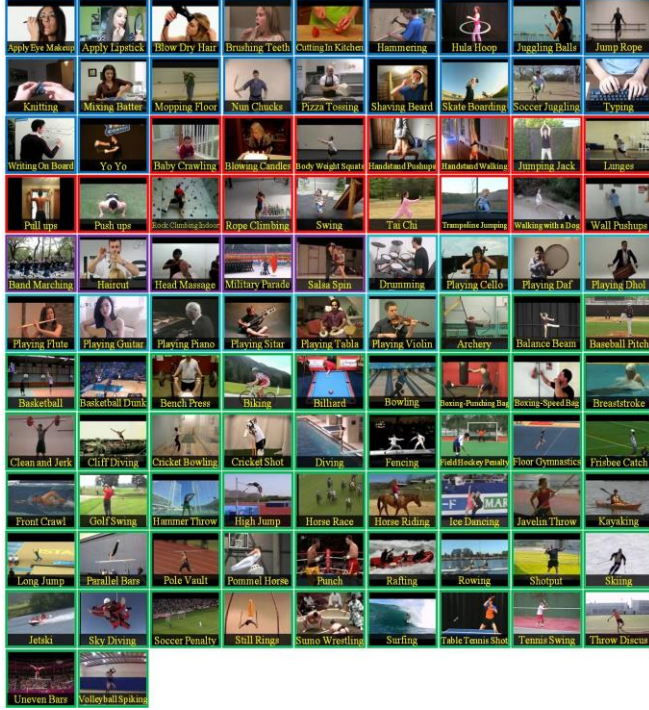 Apply Eye Makeup Apply Lipstick Blow Dry Hair Brushing Teeth Cutting In Kitchen Hammering Hula Hoop Juggling Balls Jump Rope
Knitting Mixing Batter Mopping Floor Nun Chucks Pizza Tossing Shaving Beard Skate Boarding Soccer Juggling Typing
Writing On Board Yo Yo Baby Crawling Blowing Candles Body Weight Squats Handstand Pushups Handstand Walking Jumping Jack Lunges
Pull ups Push ups Rock Climbing Indoor Rope Climbing Swing Tai Chi Trampoline Jumping Walking with a Dog Wall Pushups
Band Marching Haircut Head Massage Military Parade Salsa Spin Drumming Playing Cello Playing Daf Playing Dhol
Playing Flute Playing Guitar Playing Piano Playing Sitar Playing Tabla Playing Violin Archery Balance Beam Baseball Pitch
Basketball Basketball Dunk Bench Press Biking Billiard Bowling Boxing-Punching Bag Boxing-Speed Bag Breaststroke
Clean and Jerk Cliff Diving Cricket Bowling Cricket Shot Diving Fencing Field Hockey Penalty Floor Gymnastics Frisbee Catch
Front Crawl Golf Swing Hammer Throw High Jump Horse Race Horse Riding Ice Dancing Javelin Throw Kayaking
Long Jump Parallel Bars Pole Vault Pommel Horse Punch Rafting Rowing Shotput Skiing
Jetski Sky Diving Soccer Penalty Still Rings Sumo Wrestling Surfing Table Tennis Shot Tennis Swing Throw Discus
Uneven Bars Volleyball Spiking